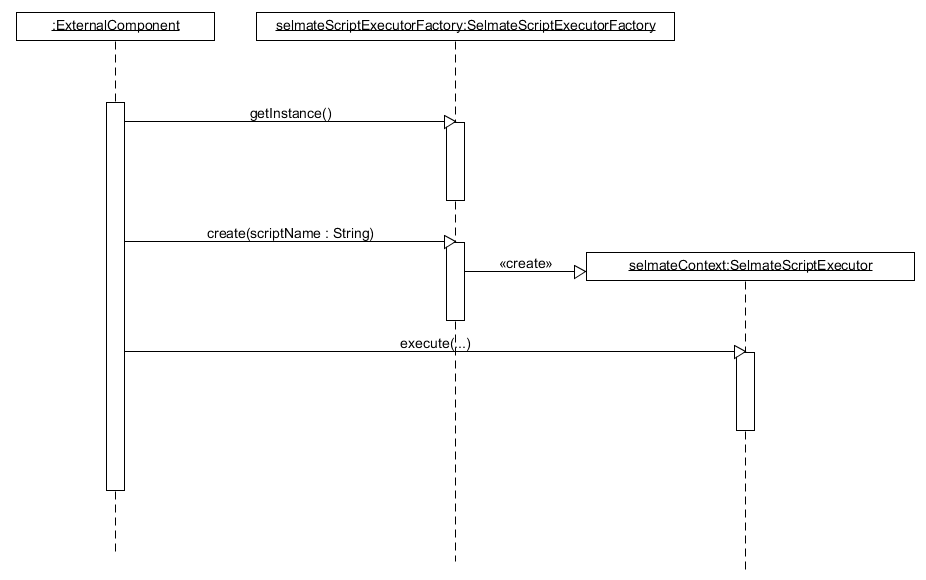 :ExternalComponent
selmateScriptExecutorFactory:SelmateScriptExecutorFactory
getInstance()
create(scriptName : String)
«create»
selmateContext:SelmateScriptExecutor
execute(...)